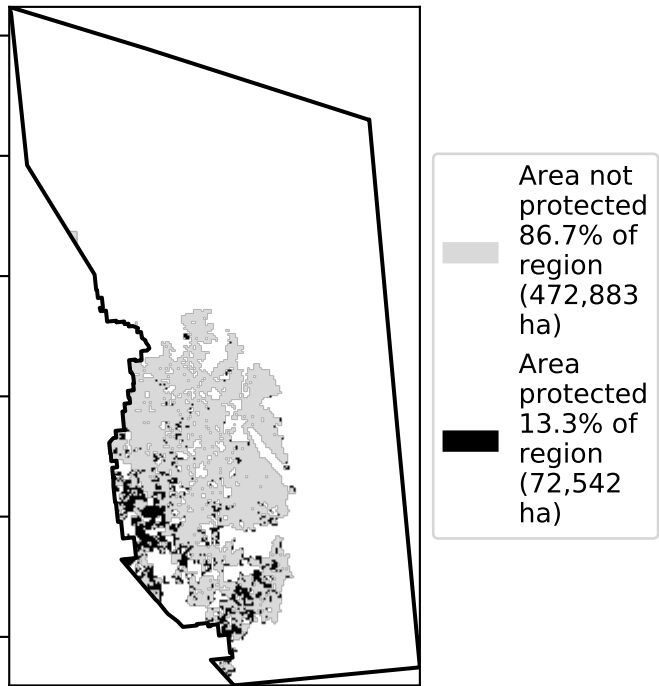 Area not
protected
86.7% of
region
(472,883
ha)
Area
protected
13.3% of
region
(72,542
ha)